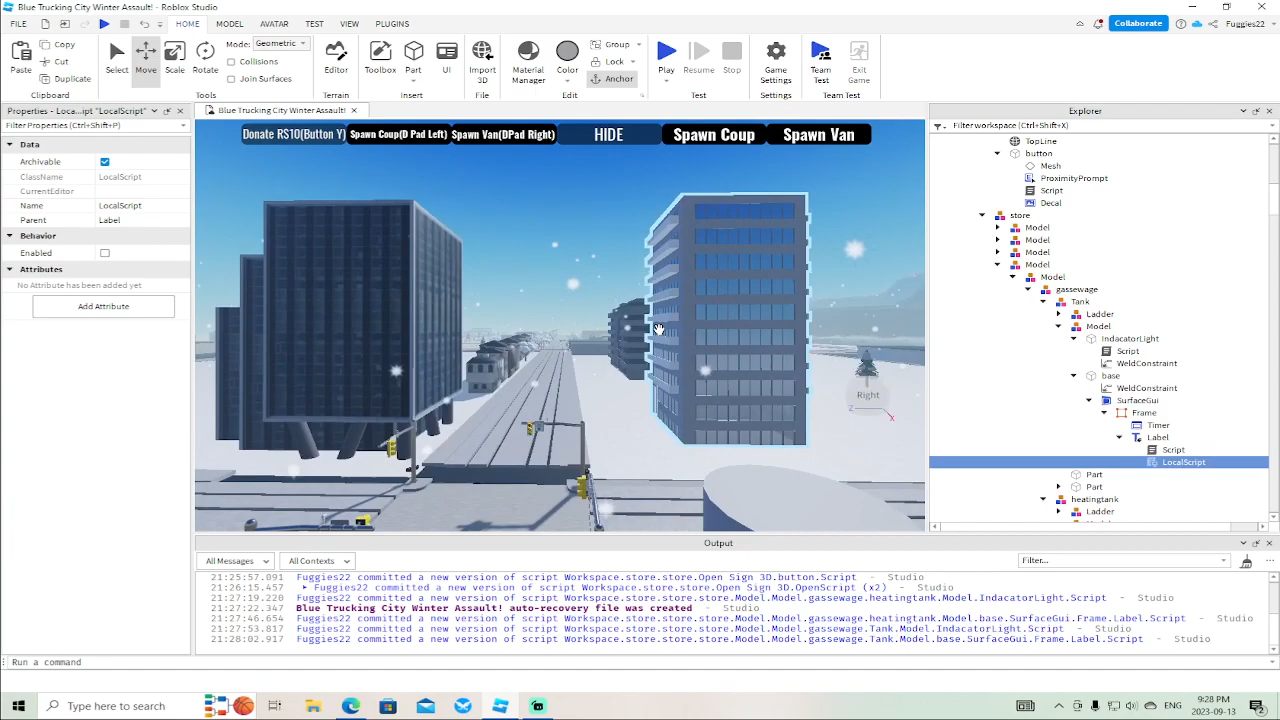 Blue Trucking City Winter Assault! - Roblox Studio
FILE HOME MODEL AVATAR TEST VIEW PLUGINS Collaborate Fuggies22
Paste Copy Cut Duplicate Clipboard
Select Move Scale Rotate Mode: Geometric Collisions Join Surfaces Tools
Editor Terrain
Toolbox Part UI Insert
Import 3D File
Material Manager Color Group Lock Anchor Edit
Play Resume Stop Test
Game Settings Settings
Team Test Exit Game Team Test
Properties - Loca...ipt "LocalScript"
Filter Properties (Ctrl+Shift+P)
Data
Archivable
ClassName LocalScript
CurrentEditor
Name LocalScript
Parent Label
Behavior
Enabled
Attributes
No Attribute has been added yet
Add Attribute
Blue Trucking City Winter Assault!
Donate RS10(Button Y) Spawn Coup(D Pad Left) Spawn Van(DPad Right) HIDE Spawn Coup Spawn Van
Right
X
Explorer
Filter workspace (Ctrl+Shift+X)
TopLine
button
Mesh
ProximityPrompt
Script
Decal
store
Model
Model
Model
Model
Model
gassewage
Tank
Ladder
Model
IndacatorLight
Script
WeldConstraint
base
WeldConstraint
SurfaceGui
Frame
Timer
Label
Script
LocalScript
Part
Part
heatingtank
Ladder
Output
All Messages All Contexts Filter...
21:25:57.091 Fuggies22 committed a new version of script Workspace.store.store.Open Sign 3D.button.Script - Studio
21:26:15.457 Fuggies22 committed a new version of script Workspace.store.store.Open Sign 3D.OpenScript (x2) - Studio
21:27:19.220 Fuggies22 committed a new version of script Workspace.store.store.Model.Model.gassewage.heatingtank.Model.IndacatorLight.Script - Studio
21:27:22.347 Blue Trucking City Winter Assault! auto-recovery file was created - Studio
21:27:46.654 Fuggies22 committed a new version of script Workspace.store.store.Model.Model.gassewage.heatingtank.Model.base.SurfaceGui.Frame.Label.Script - Studio
21:27:53.817 Fuggies22 committed a new version of script Workspace.store.store.Model.Model.gassewage.Tank.Model.IndacatorLight.Script - Studio
21:28:02.917 Fuggies22 committed a new version of script Workspace.store.store.Model.Model.gassewage.Tank.Model.base.SurfaceGui.Frame.Label.Script - Studio
Run a command
Type here to search
ENG
9:28 PM
2023-09-13
2